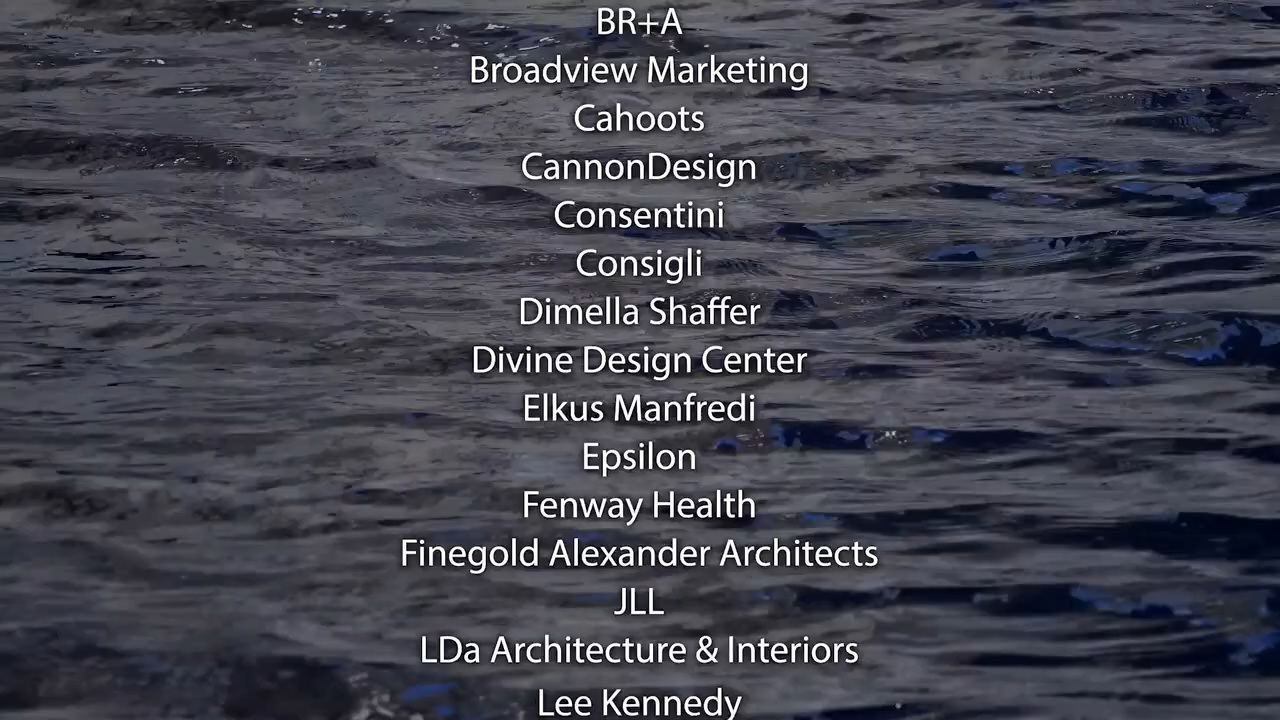 BR+A
Broadview Marketing
Cahoots
CannonDesign
Consentini
Consigli
Dimella Shaffer
Divine Design Center
Elkus Manfredi
Epsilon
Fenway Health
Finegold Alexander Architects
JLL
LDa Architecture & Interiors
Lee Kennedy